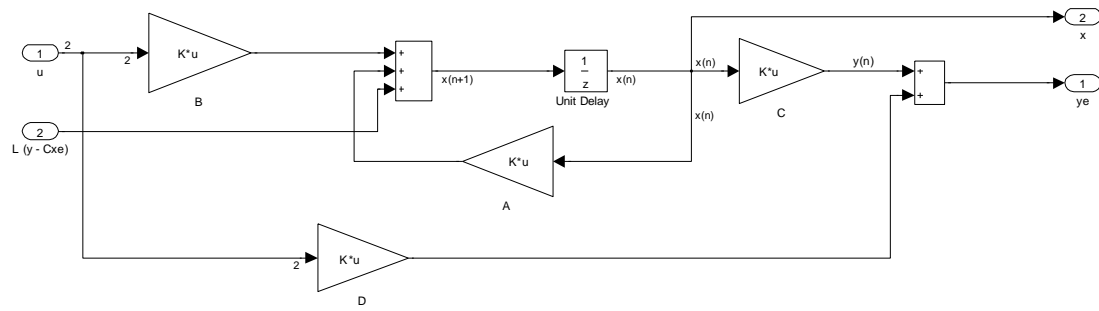 1
u
2
2
K*u
B
2
L (y - Cxe)
+
+
+
x(n+1)
1
z
Unit Delay
x(n)
x(n)
x(n)
K*u
C
y(n)
+
+
2
x
1
ye
K*u
A
2
K*u
D